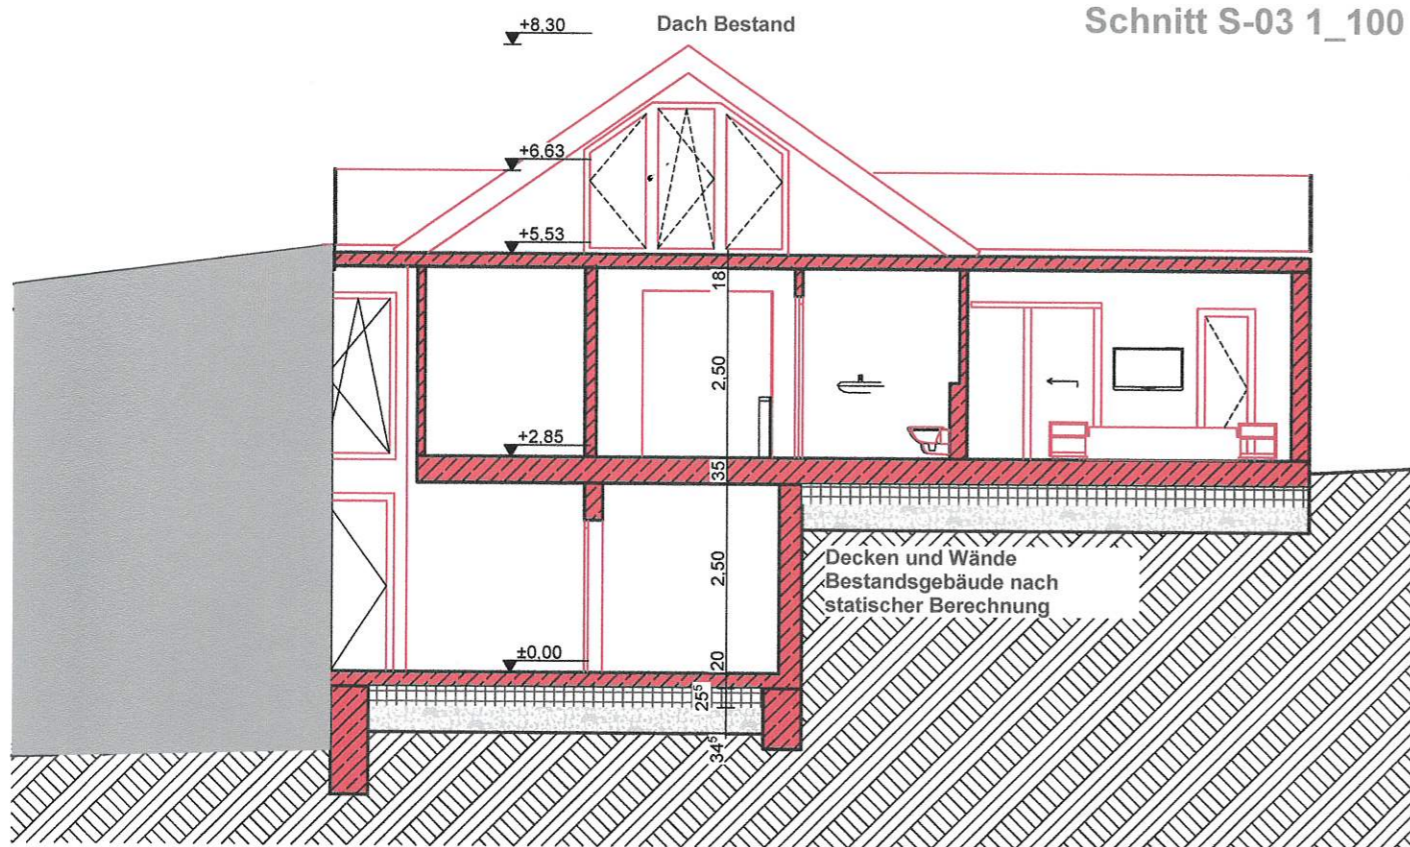 Schnitt S-03 1_100
+8,30
Dach Bestand
+6,63
+5,53
18
2,50
+2.85
35
2.50
Decken und Wände
Bestandsgebäude nach
statischer Berechnung
±0,00
20
25⁵
34⁵